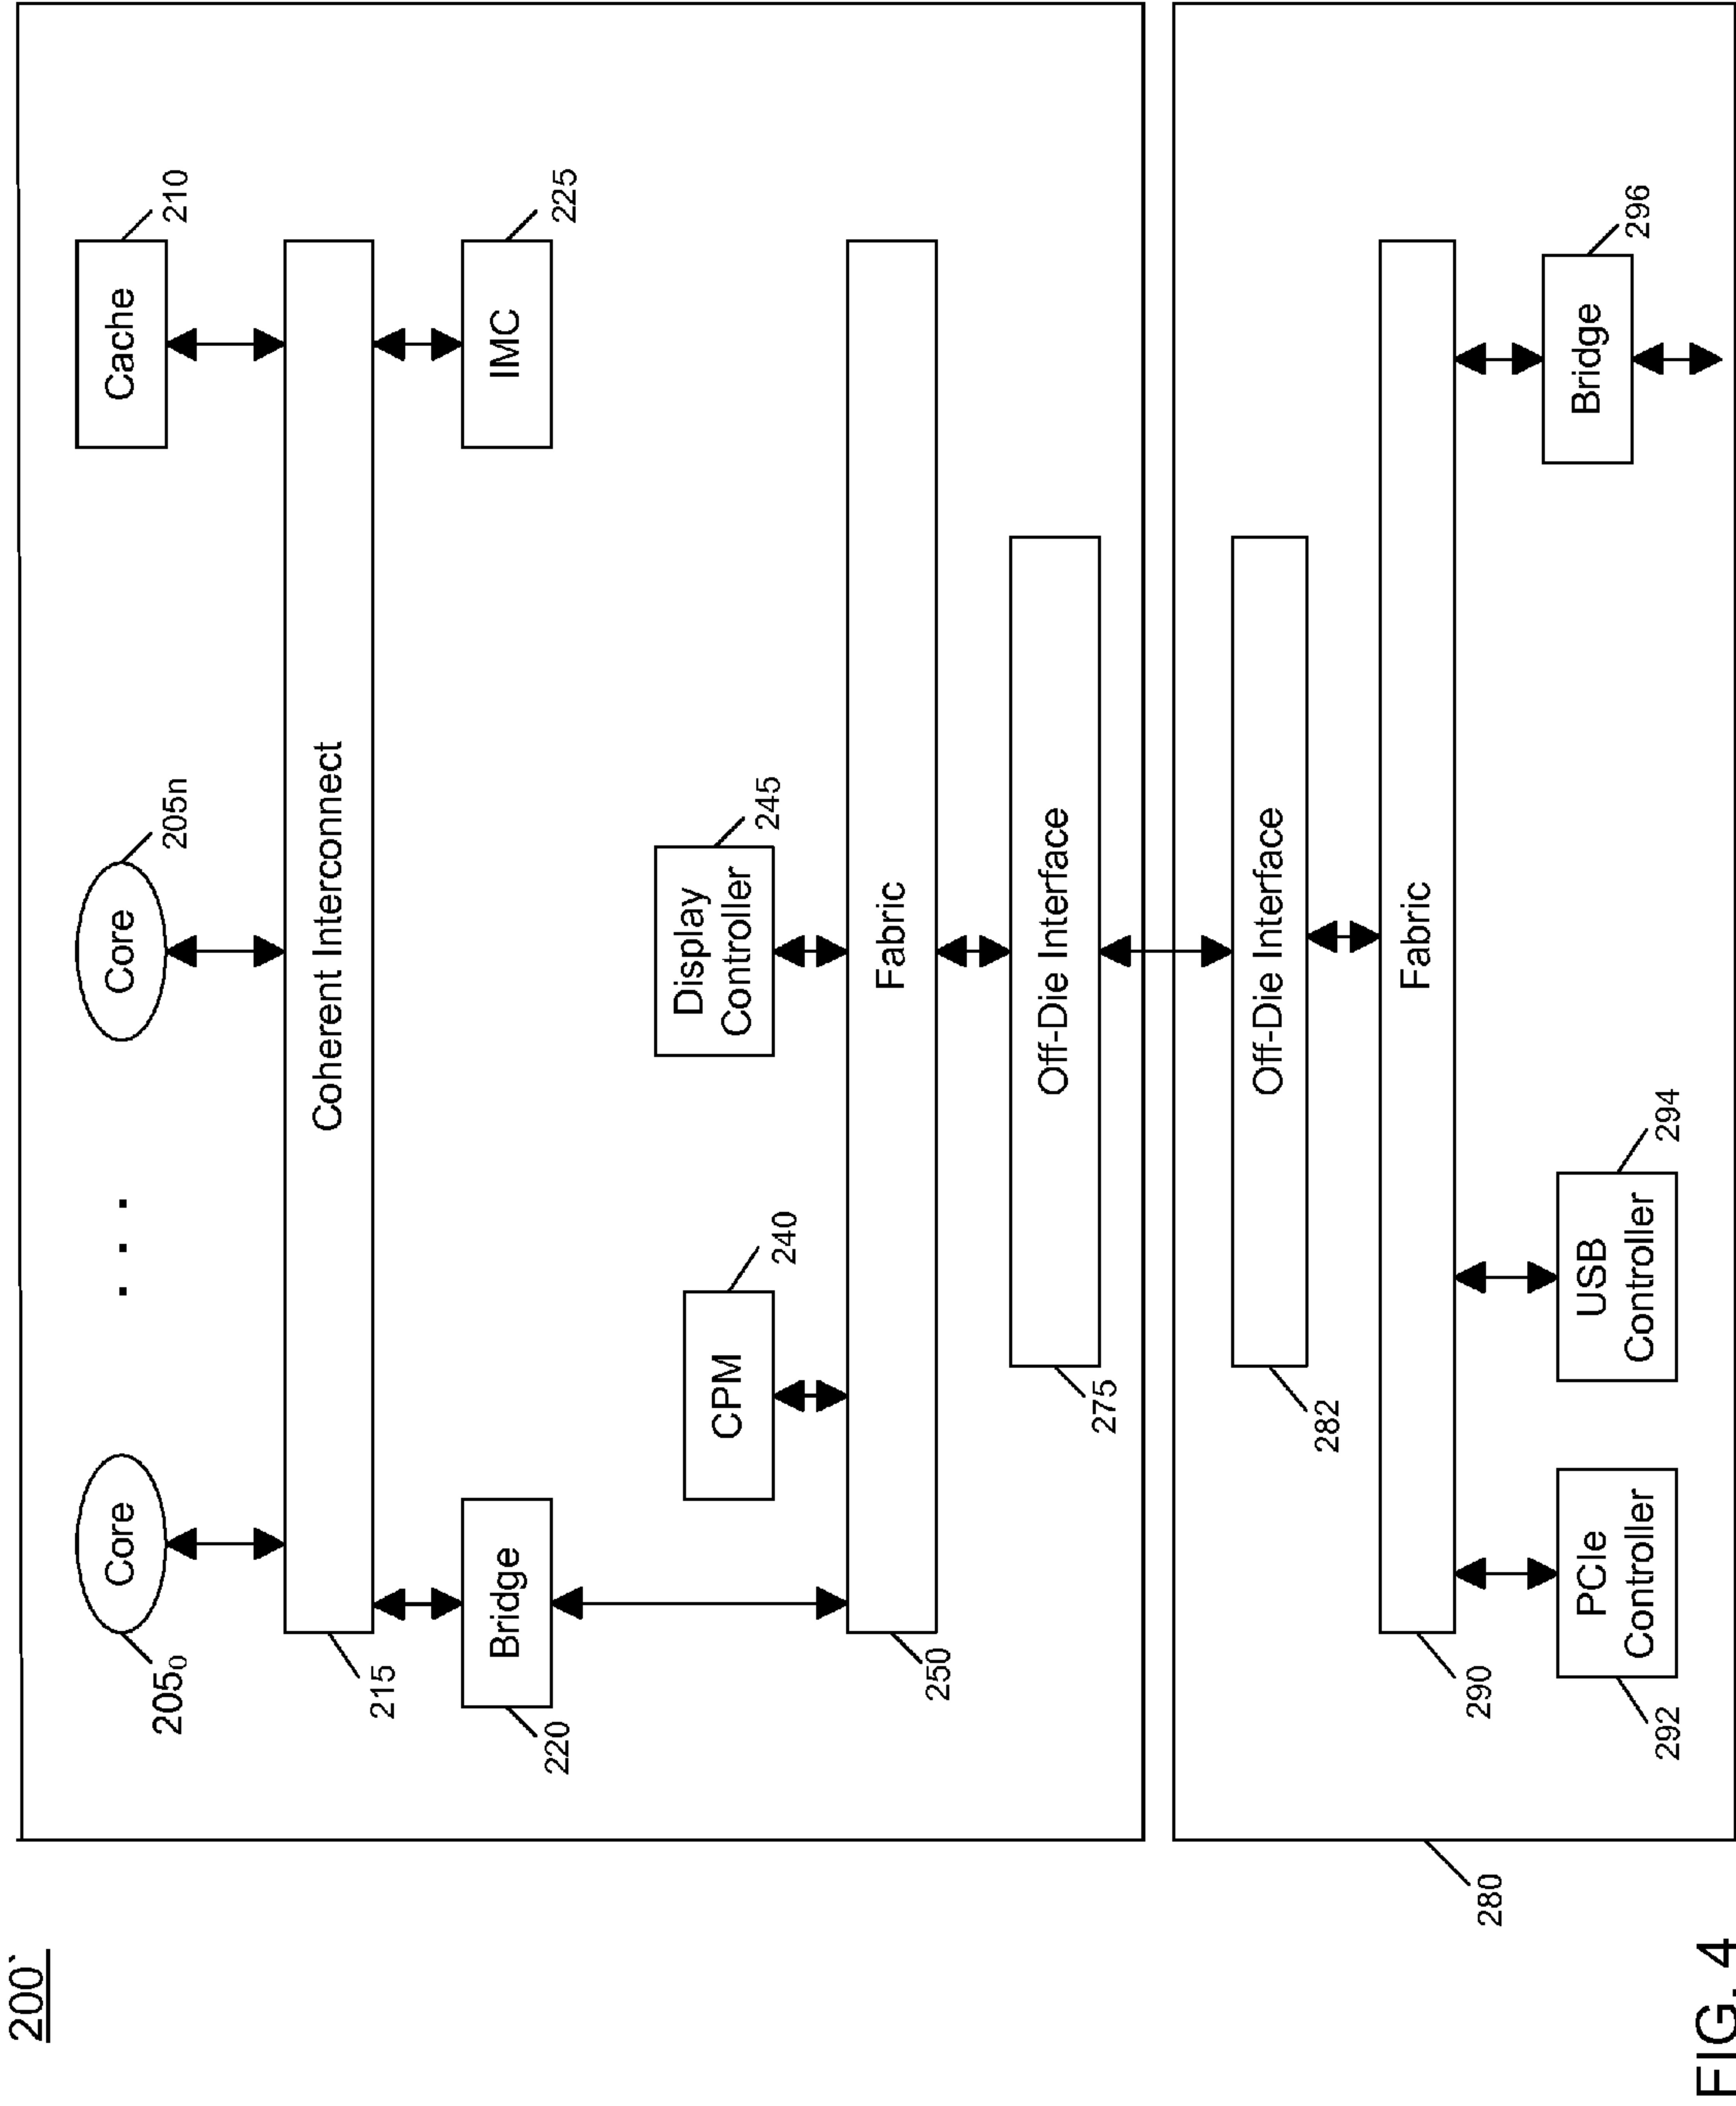 200`
Core
205₀
. . .
Core
205n
Cache
210
Coherent Interconnect
215
Bridge
220
IMC
225
CPM
240
Display
Controller
245
Fabric
250
Off-Die Interface
275
Off-Die Interface
282
280
Fabric
290
PCIe
Controller
292
USB
Controller
294
Bridge
296
FIG. 4